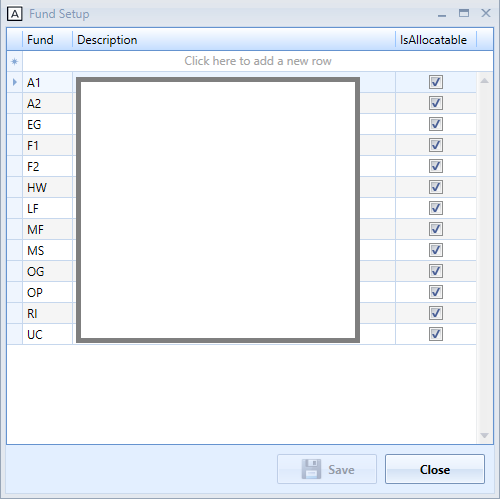 A Fund Setup
Fund Description IsAllocatable
Click here to add a new row
A1
A2
EG
F1
F2
HW
LF
MF
MS
OG
OP
RI
UC
Save Close